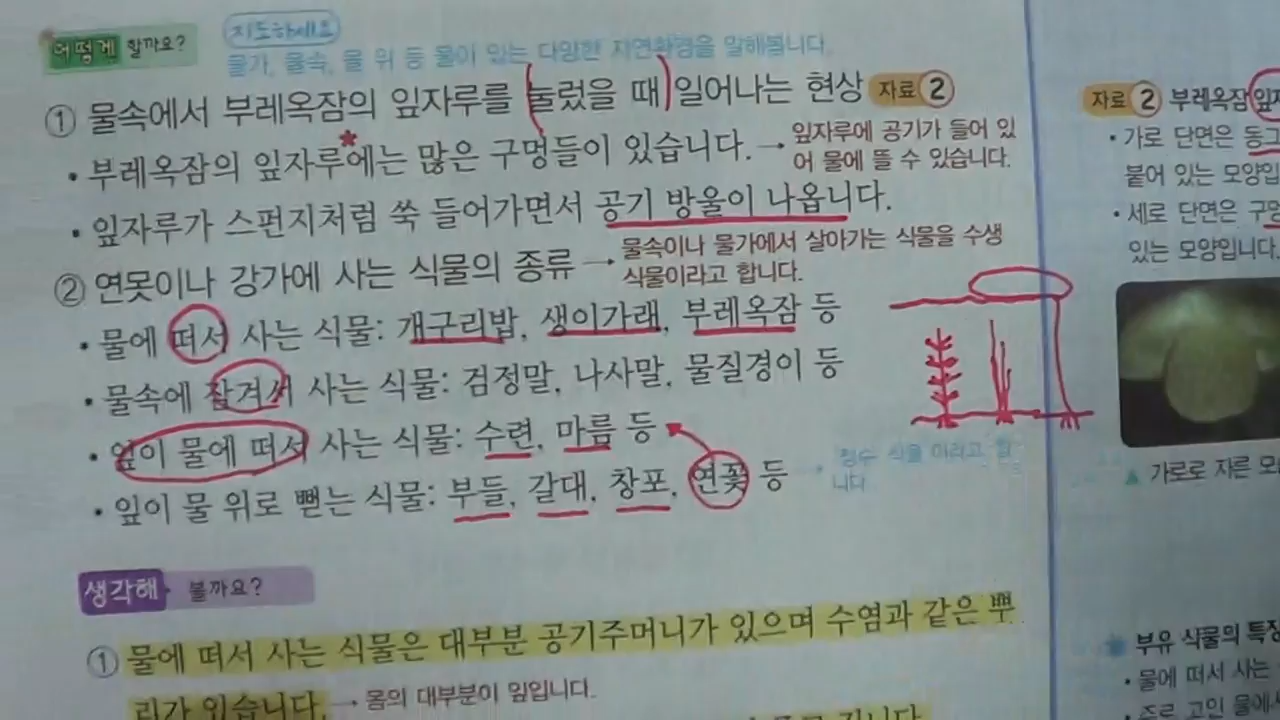 어떻게 할까요?
지도하세요
물가, 물속, 물 위 등 물이 있는 다양한 자연환경을 말해봅니다.
① 물속에서 부레옥잠의 잎자루를 눌렀을 때 일어나는 현상 자료 2
• 부레옥잠의 잎자루에는 많은 구멍들이 있습니다. → 잎자루에 공기가 들어 있
어 물에 뜰 수 있습니다.
• 잎자루가 스펀지처럼 쑥 들어가면서 공기 방울이 나옵니다.
② 연못이나 강가에 사는 식물의 종류 → 물속이나 물가에서 살아가는 식물을 수생
식물이라고 합니다.
• 물에 떠서 사는 식물: 개구리밥, 생이가래, 부레옥잠 등
• 물속에 잠겨서 사는 식물: 검정말, 나사말, 물질경이 등
• 잎이 물에 떠서 사는 식물: 수련, 마름 등
• 잎이 물 위로 뻗는 식물: 부들, 갈대, 창포, 연꽃 등 →
식물 이라고 합
니다.
생각해 볼까요?
① 물에 떠서 사는 식물은 대부분 공기주머니가 있으며 수염과 같은 뿌
리가 있습니다. → 몸의 대부분이 잎입니다.
자료 2 부레옥잠
• 가로 단면은
붙어 있는
• 세로 단면은
있는 모양입니다.
▲ 가로로 자른
부유 식물의
• 물에 떠서 사는
• 주로 고인